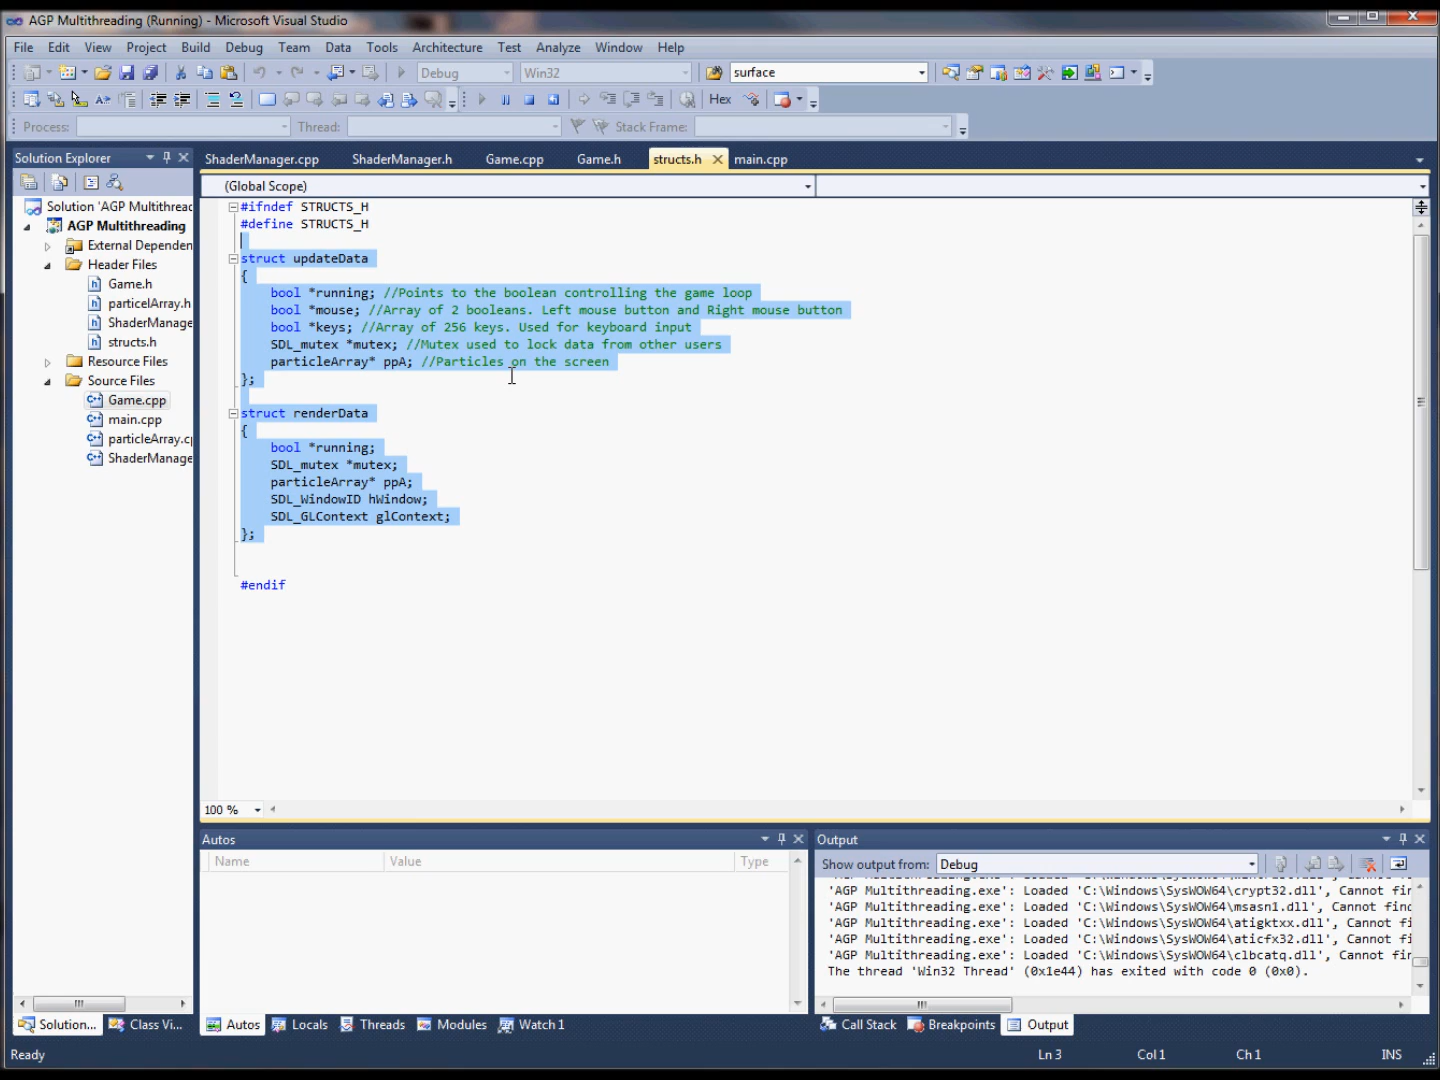 AGP Multithreading (Running) - Microsoft Visual Studio
File Edit View Project Build Debug Team Data Tools Architecture Test Analyze Window Help
Debug Win32 surface
Hex
Process: Thread: Stack Frame:
Solution Explorer
ShaderManager.cpp ShaderManager.h Game.cpp Game.h structs.h main.cpp
(Global Scope)
Solution 'AGP Multithreac
AGP Multithreading
External Dependen
Header Files
Game.h
particelArray.h
ShaderManage
structs.h
Resource Files
Source Files
Game.cpp
main.cpp
particleArray.cp
ShaderManage
#ifndef STRUCTS_H
#define STRUCTS_H
struct updateData
{
bool *running; //Points to the boolean controlling the game loop
bool *mouse; //Array of 2 booleans. Left mouse button and Right mouse button
bool *keys; //Array of 256 keys. Used for keyboard input
SDL_mutex *mutex; //Mutex used to lock data from other users
particleArray* ppA; //Particles on the screen
};
struct renderData
{
bool *running;
SDL_mutex *mutex;
particleArray* ppA;
SDL_WindowID hWindow;
SDL_GLContext glContext;
};
#endif
100 %
Autos
Name Value Type
Output
Show output from: Debug
'AGP Multithreading.exe': Loaded 'C:\Windows\SysWOW64\crypt32.dll', Cannot fin
'AGP Multithreading.exe': Loaded 'C:\Windows\SysWOW64\msasn1.dll', Cannot find
'AGP Multithreading.exe': Loaded 'C:\Windows\SysWOW64\atigktxx.dll', Cannot fi
'AGP Multithreading.exe': Loaded 'C:\Windows\SysWOW64\aticfx32.dll', Cannot fi
'AGP Multithreading.exe': Loaded 'C:\Windows\SysWOW64\clbcatq.dll', Cannot fin
The thread 'Win32 Thread' (0x1e44) has exited with code 0 (0x0).
Solution... Class Vi... Autos Locals Threads Modules Watch 1 Call Stack Breakpoints Output
Ready Ln 3 Col 1 Ch 1 INS